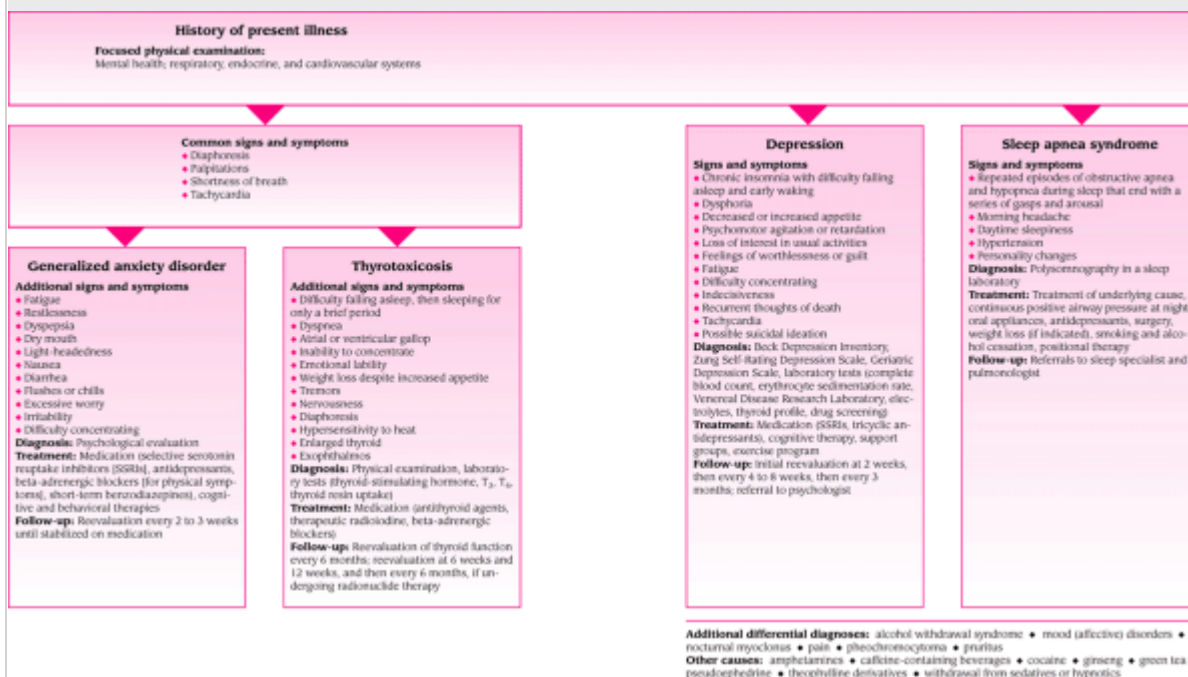 History of present illness
Focused physical examination:
Mental health; respiratory, endocrine, and cardiovascular systems
Common signs and symptoms
◆ Diaphoresis
◆ Palpitations
◆ Shortness of breath
◆ Tachycardia
Generalized anxiety disorder
Additional signs and symptoms
◆ Fatigue
◆ Restlessness
◆ Dyspepsia
◆ Dry mouth
◆ Light-headedness
◆ Nausea
◆ Diarrhea
◆ Flushes or chills
◆ Excessive worry
◆ Irritability
◆ Difficulty concentrating
Diagnosis: Psychological evaluation
Treatment: Medication (selective serotonin
reuptake inhibitors [SSRIs], antidepressants,
beta-adrenergic blockers [for physical symp-
toms], short-term benzodiazepines), cogni-
tive and behavioral therapies
Follow-up: Reevaluation every 2 to 3 weeks
until stabilized on medication
Thyrotoxicosis
Additional signs and symptoms
◆ Difficulty falling asleep, then sleeping for
only a brief period
◆ Dyspnea
◆ Atrial or ventricular gallop
◆ Inability to concentrate
◆ Emotional lability
◆ Weight loss despite increased appetite
◆ Tremors
◆ Nervousness
◆ Diaphoresis
◆ Hypersensitivity to heat
◆ Enlarged thyroid
◆ Exophthalmos
Diagnosis: Physical examination, laborato-
ry tests (thyroid-stimulating hormone, T₃, T₄,
thyroid resin uptake)
Treatment: Medication (antithyroid agents,
therapeutic radioiodine, beta-adrenergic
blockers)
Follow-up: Reevaluation of thyroid function
every 6 months; reevaluation at 6 weeks and
12 weeks, and then every 6 months, if un-
dergoing radionuclide therapy
Depression
Signs and symptoms
◆ Chronic insomnia with difficulty falling
asleep and early waking
◆ Dysphoria
◆ Decreased or increased appetite
◆ Psychomotor agitation or retardation
◆ Loss of interest in usual activities
◆ Feelings of worthlessness or guilt
◆ Fatigue
◆ Difficulty concentrating
◆ Indecisiveness
◆ Recurrent thoughts of death
◆ Tachycardia
◆ Possible suicidal ideation
Diagnosis: Beck Depression Inventory,
Zung Self-Rating Depression Scale, Geriatric
Depression Scale, laboratory tests (complete
blood count, erythrocyte sedimentation rate,
Venereal Disease Research Laboratory, elec-
trolytes, thyroid profile, drug screening)
Treatment: Medication (SSRIs, tricyclic an-
tidepressants), cognitive therapy, support
groups, exercise program
Follow-up: Initial reevaluation at 2 weeks,
then every 4 to 8 weeks, then every 3
months; referral to psychologist
Sleep apnea syndrome
Signs and symptoms
◆ Repeated episodes of obstructive apnea
and hypopnea during sleep that end with a
series of gasps and arousal
◆ Morning headache
◆ Daytime sleepiness
◆ Hypertension
◆ Personality changes
Diagnosis: Polysomnography in a sleep
laboratory
Treatment: Treatment of underlying cause,
continuous positive airway pressure at night
oral appliances, antidepressants, surgery,
weight loss (if indicated), smoking and alco-
hol cessation, positional therapy
Follow-up: Referrals to sleep specialist and
pulmonologist
Additional differential diagnoses: alcohol withdrawal syndrome ◆ mood (affective) disorders ◆
nocturnal myoclonus ◆ pain ◆ pheochromocytoma ◆ pruritus
Other causes: amphetamines ◆ caffeine-containing beverages ◆ cocaine ◆ ginseng ◆ green tea
pseudoephedrine ◆ theophylline derivatives ◆ withdrawal from sedatives or hypnotics